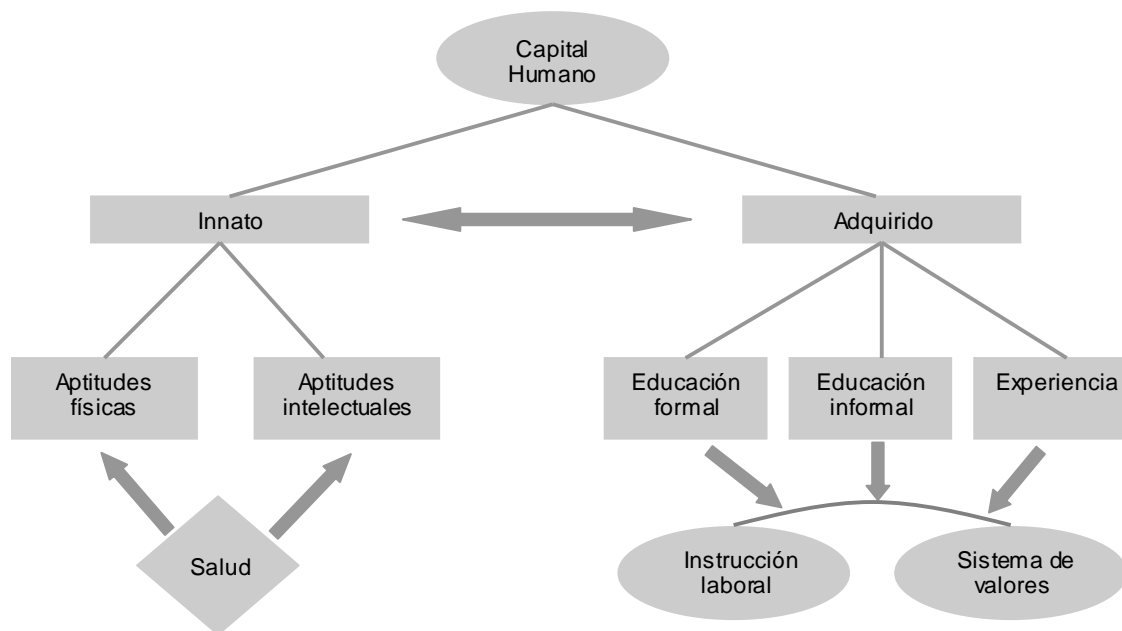 Capital
Humano
Innato
Adquirido
Aptitudes
físicas
Aptitudes
intelectuales
Educación
formal
Educación
informal
Experiencia
Salud
Instrucción
laboral
Sistema de
valores